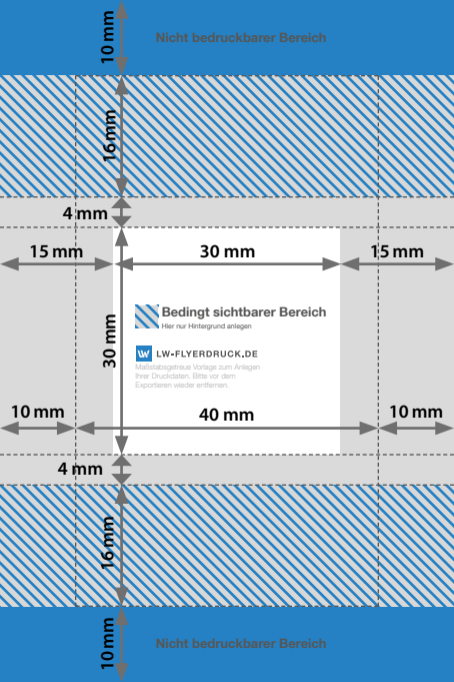 10 mm
Nicht bedruckbarer Bereich
16 mm
4 mm
15 mm
30 mm
15 mm
30 mm
Bedingt sichtbarer Bereich
Hier nur Hintergrund anlegen
LW LW-FLYERDRUCK.DE
Maßstabsgetreue Vorlage zum Anlegen
Ihrer Druckdaten. Bitte vor dem
Exportieren wieder entfernen.
10 mm
40 mm
10 mm
4 mm
16 mm
10 mm
Nicht bedruckbarer Bereich